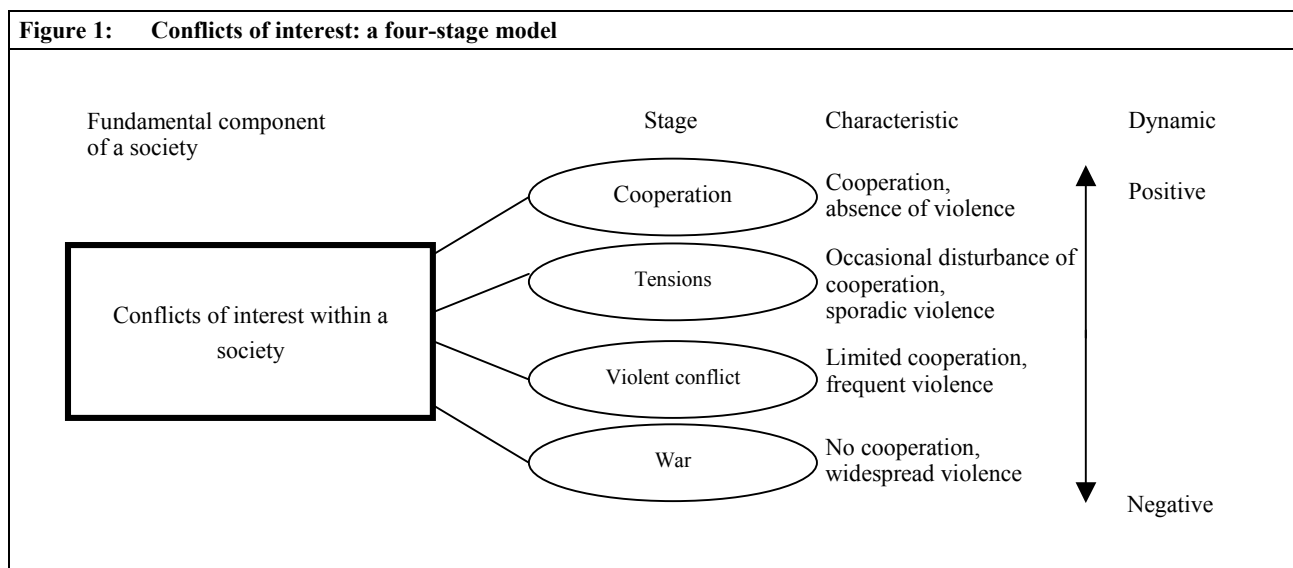 Figure 1: Conflicts of interest: a four-stage model
Fundamental component
of a society
Stage
Characteristic
Dynamic
Conflicts of interest within a
society
Cooperation
Cooperation,
absence of violence
Positive
Tensions
Occasional disturbance of
cooperation,
sporadic violence
Violent conflict
Limited cooperation,
frequent violence
War
No cooperation,
widespread violence
Negative